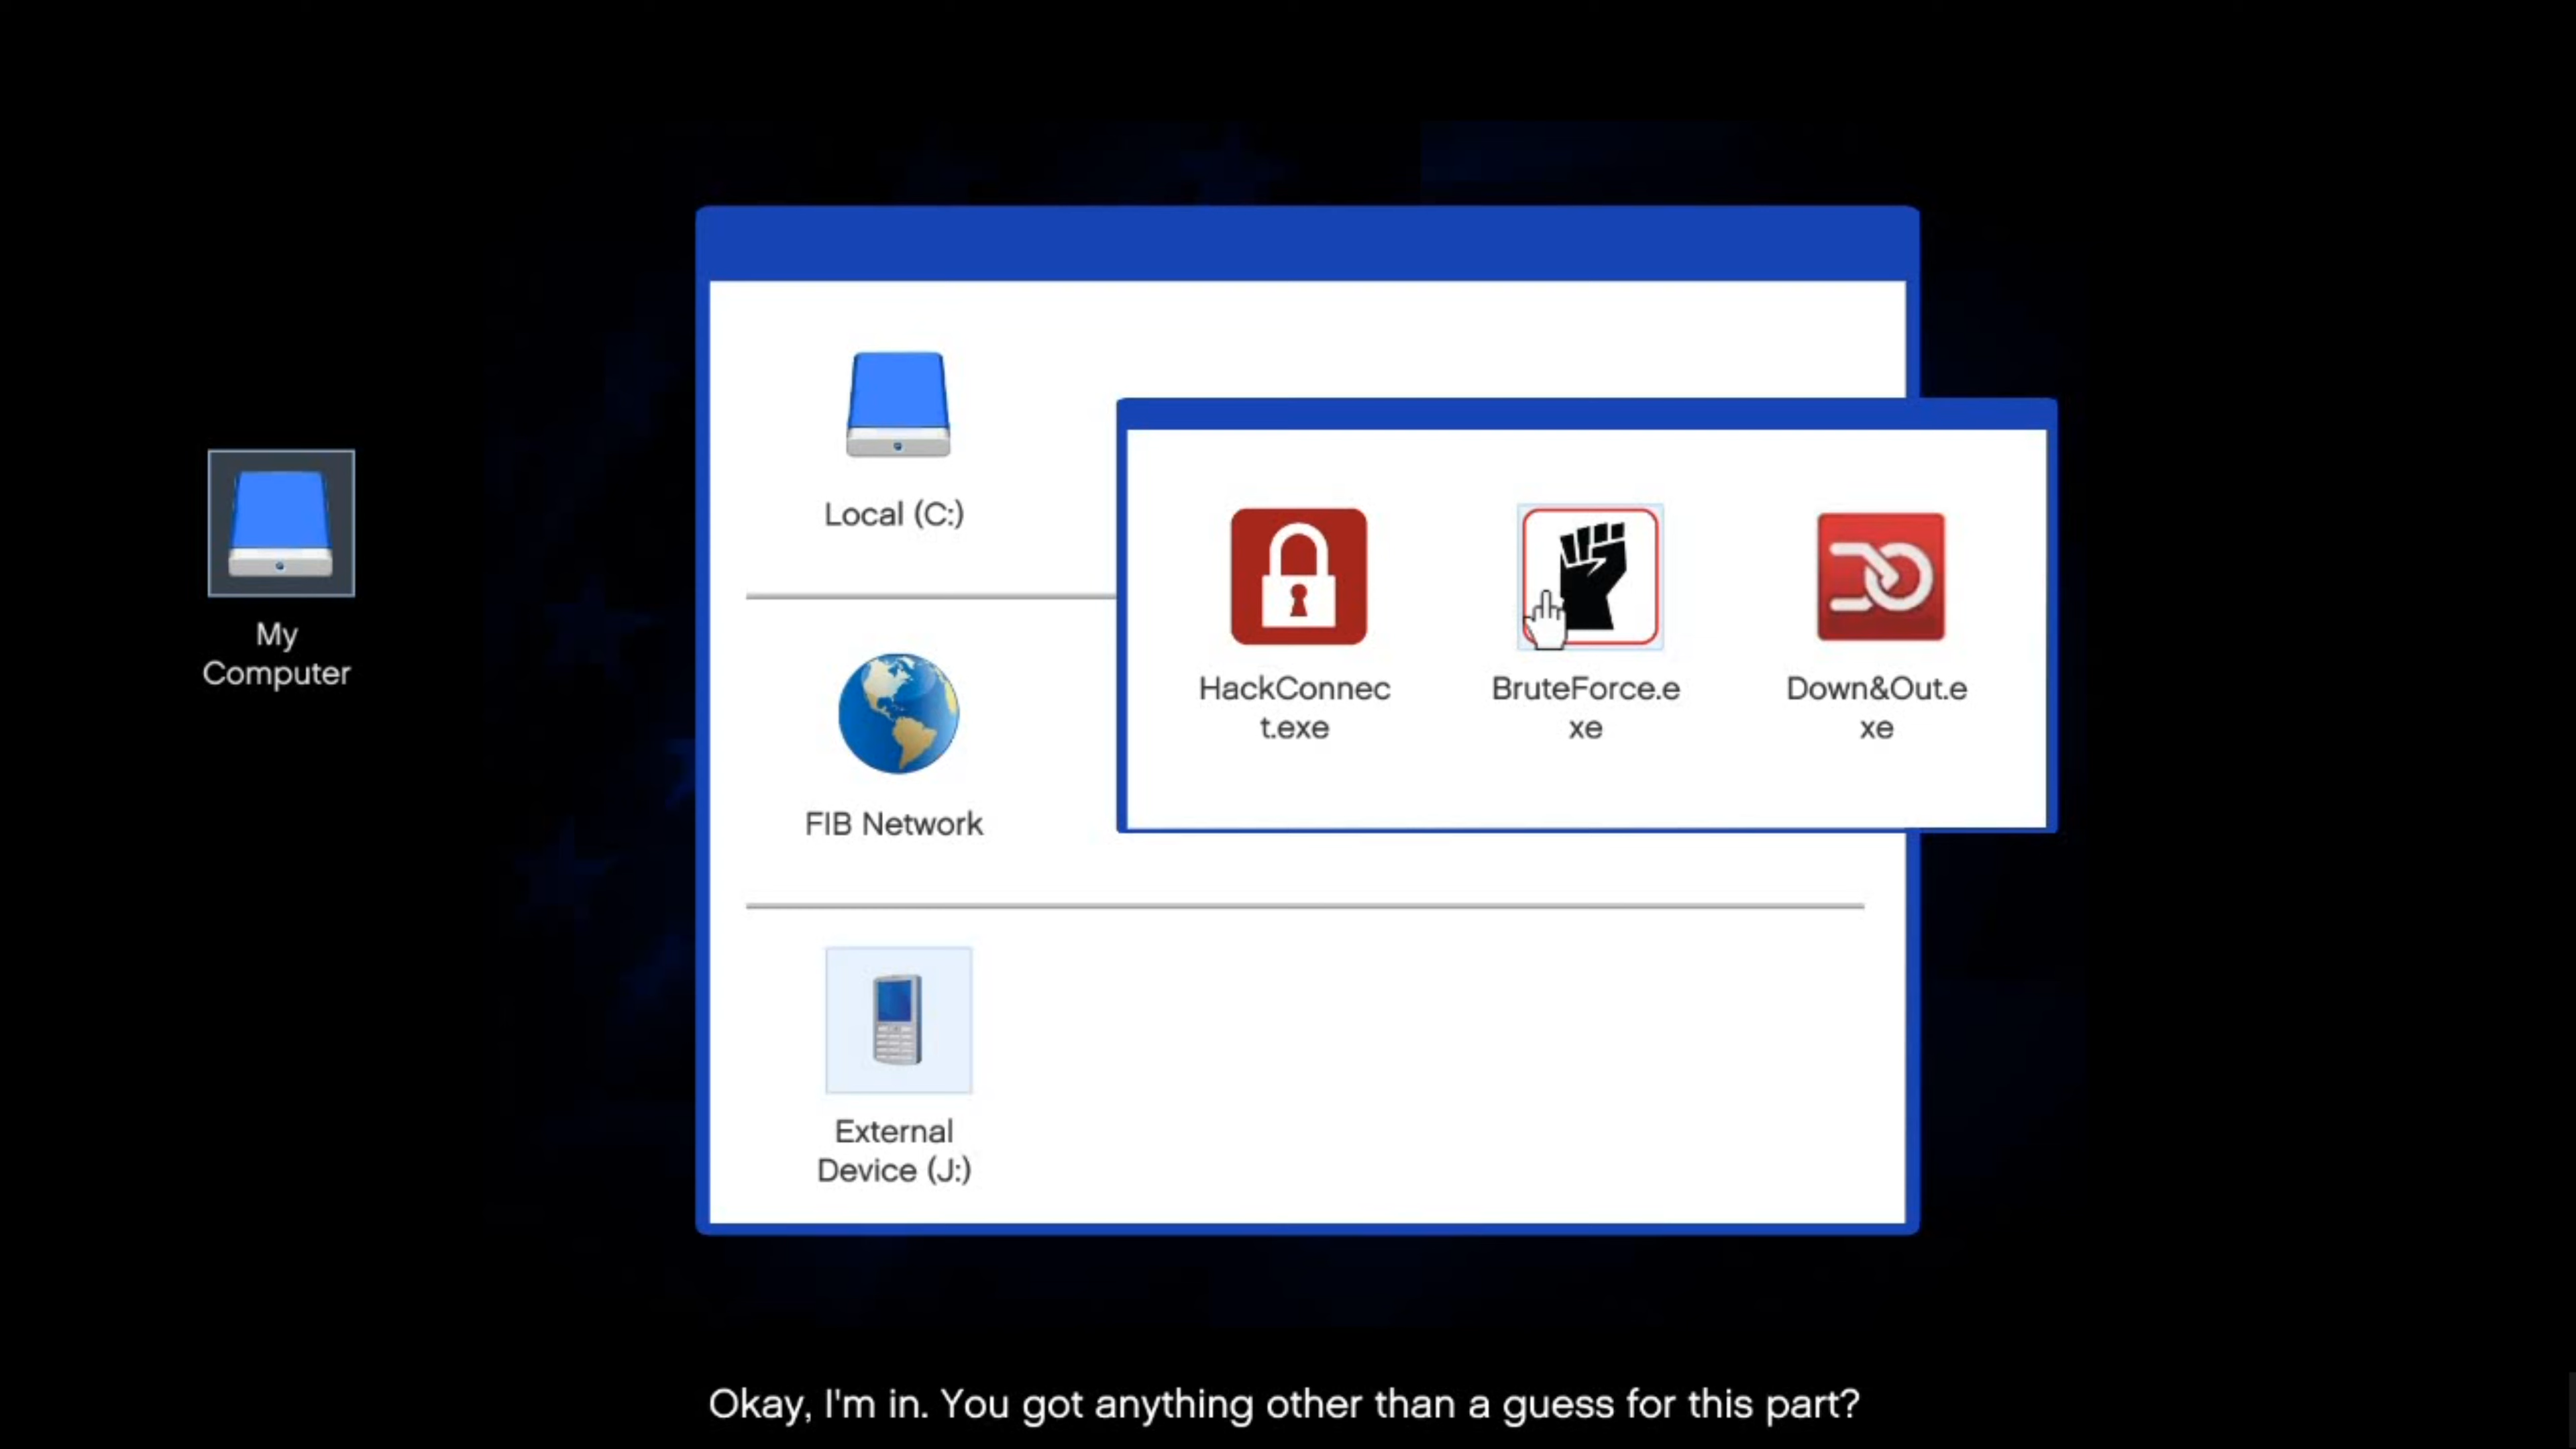 My
Computer
Local (C:)
FIB Network
External
Device (J:)
HackConnec
t.exe
BruteForce.e
xe
Down&Out.e
xe
Okay, I'm in. You got anything other than a guess for this part?